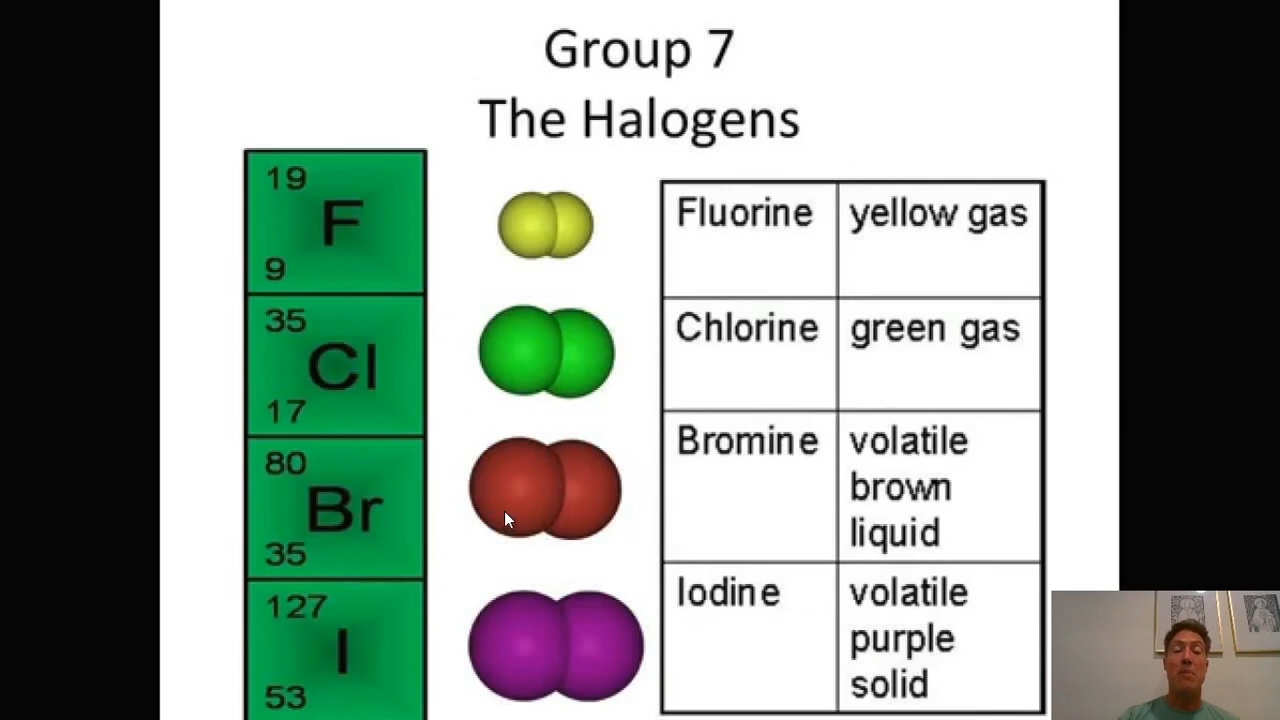 Group 7
The Halogens
19
F
9
35
Cl
17
80
Br
35
127
I
53
Fluorine yellow gas
Chlorine green gas
Bromine volatile
brown
liquid
Iodine volatile
purple
solid